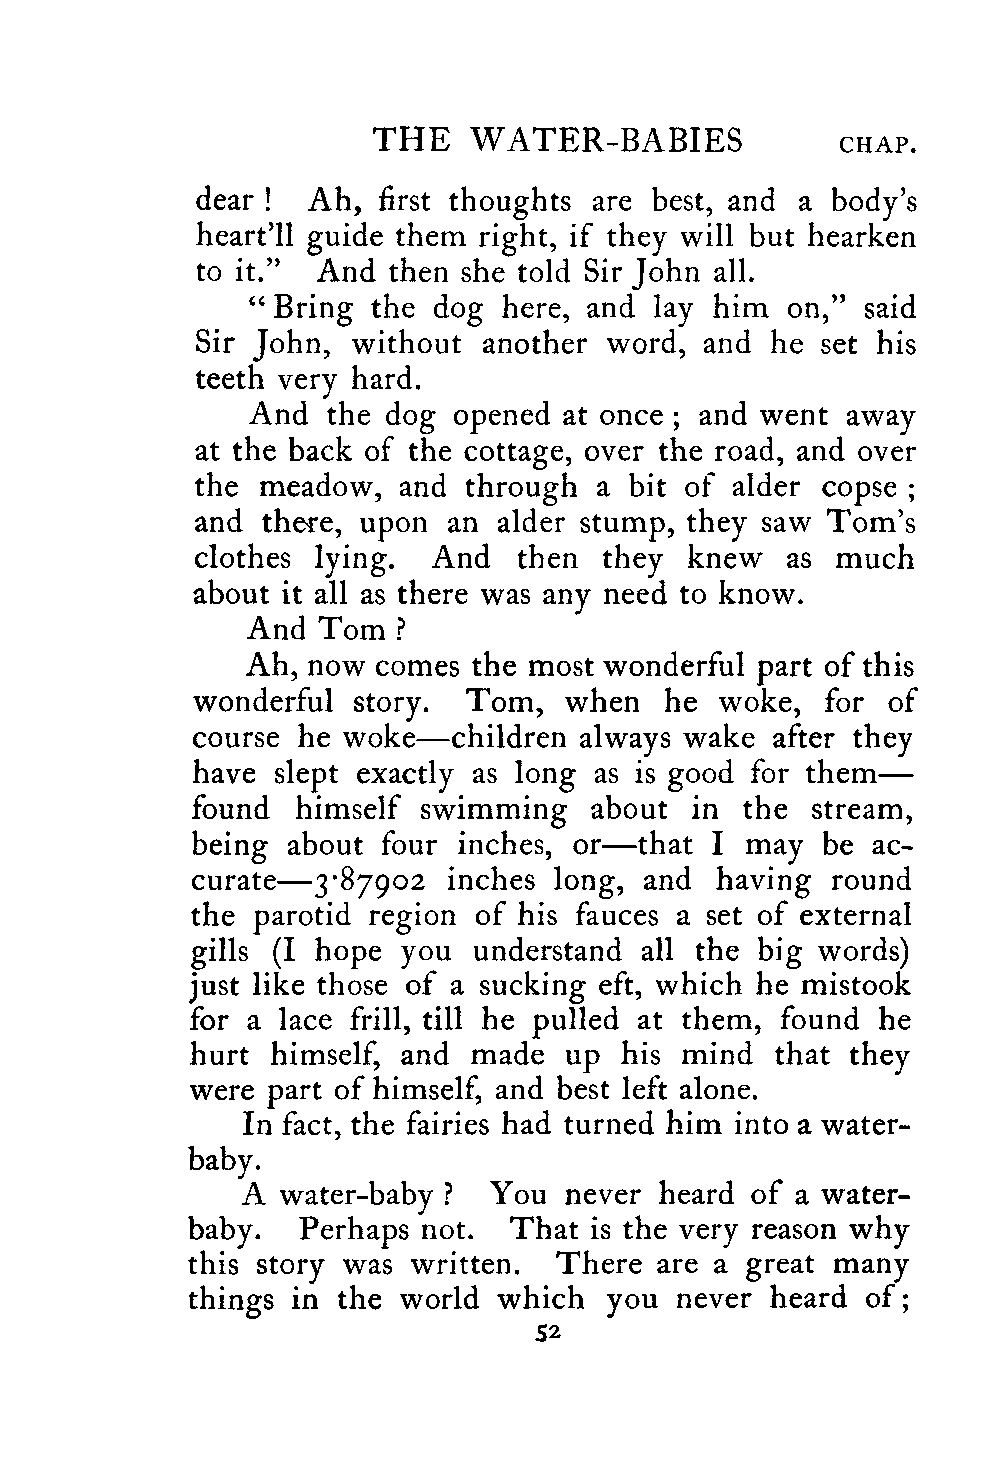 THE WATER-BABIES CHAP.
dear ! Ah, first thoughts are best, and a body's
heart'll guide them right, if they will but hearken
to it." And then she told Sir John all.
"Bring the dog here, and lay him on," said
Sir John, without another word, and he set his
teeth very hard.
And the dog opened at once ; and went away
at the back of the cottage, over the road, and over
the meadow, and through a bit of alder copse ;
and there, upon an alder stump, they saw Tom's
clothes lying. And then they knew as much
about it all as there was any need to know.
And Tom ?
Ah, now comes the most wonderful part of this
wonderful story. Tom, when he woke, for of
course he woke—children always wake after they
have slept exactly as long as is good for them—
found himself swimming about in the stream,
being about four inches, or—that I may be ac-
curate—3·87902 inches long, and having round
the parotid region of his fauces a set of external
gills (I hope you understand all the big words)
just like those of a sucking eft, which he mistook
for a lace frill, till he pulled at them, found he
hurt himself, and made up his mind that they
were part of himself, and best left alone.
In fact, the fairies had turned him into a water-
baby.
A water-baby ? You never heard of a water-
baby. Perhaps not. That is the very reason why
this story was written. There are a great many
things in the world which you never heard of ;
52